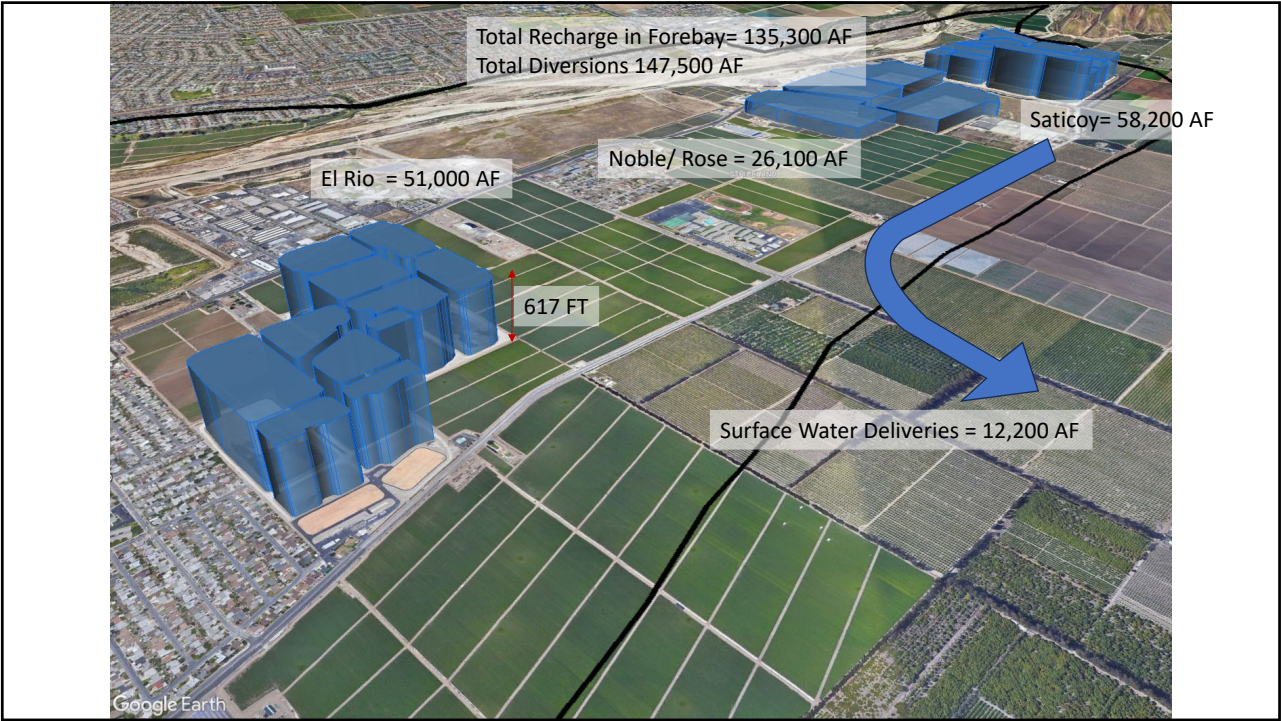 Total Recharge in Forebay= 135,300 AF
Total Diversions 147,500 AF
Saticoy= 58,200 AF
Noble/ Rose = 26,100 AF
El Rio  = 51,000 AF
617 FT
Surface Water Deliveries = 12,200 AF
Google Earth